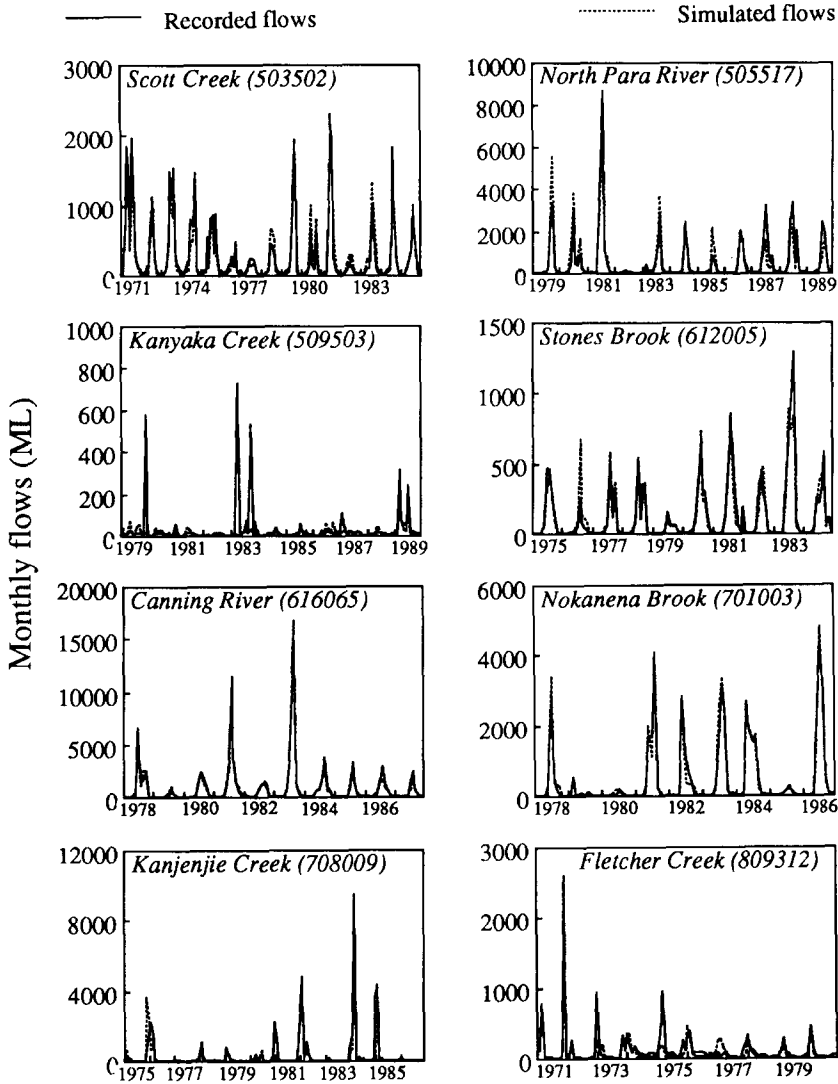 Recorded flows
Simulated flows
Monthly flows (ML)
Scott Creek (503502)
3000
2000
1000
0
1971 1974 1977 1980 1983
North Para River (505517)
10000
8000
6000
4000
2000
0
1979 1981 1983 1985 1987 1989
Kanyaka Creek (509503)
1000
800
600
400
200
0
1979 1981 1983 1985 1987 1989
Stones Brook (612005)
1500
1000
500
0
1975 1977 1979 1981 1983
Canning River (616065)
20000
15000
10000
5000
0
1978 1980 1982 1984 1986
Nokanena Brook (701003)
6000
4000
2000
0
1978 1980 1982 1984 1986
Kanjenjie Creek (708009)
12000
8000
4000
0
1975 1977 1979 1981 1983 1985
Fletcher Creek (809312)
3000
2000
1000
0
1971 1973 1975 1977 1979